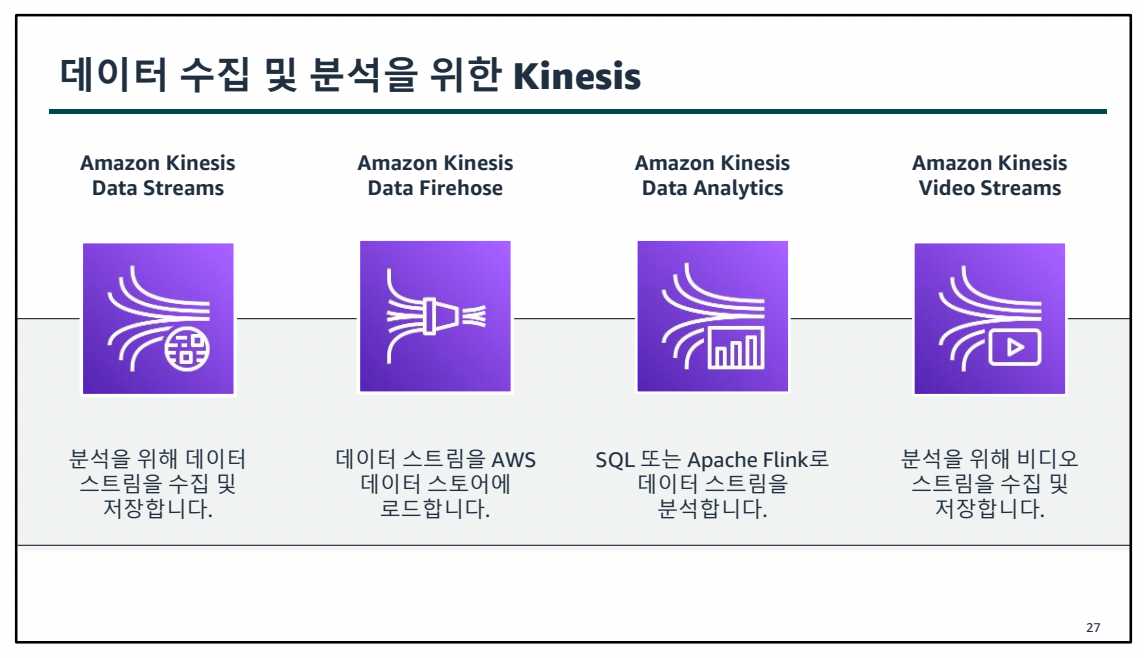 데이터 수집 및 분석을 위한 Kinesis
Amazon Kinesis
Data Streams
Amazon Kinesis
Data Firehose
Amazon Kinesis
Data Analytics
Amazon Kinesis
Video Streams
분석을 위해 데이터
스트림을 수집 및
저장합니다.
데이터 스트림을 AWS
데이터 스토어에
로드합니다.
SQL 또는 Apache Flink로
데이터 스트림을
분석합니다.
분석을 위해 비디오
스트림을 수집 및
저장합니다.
27